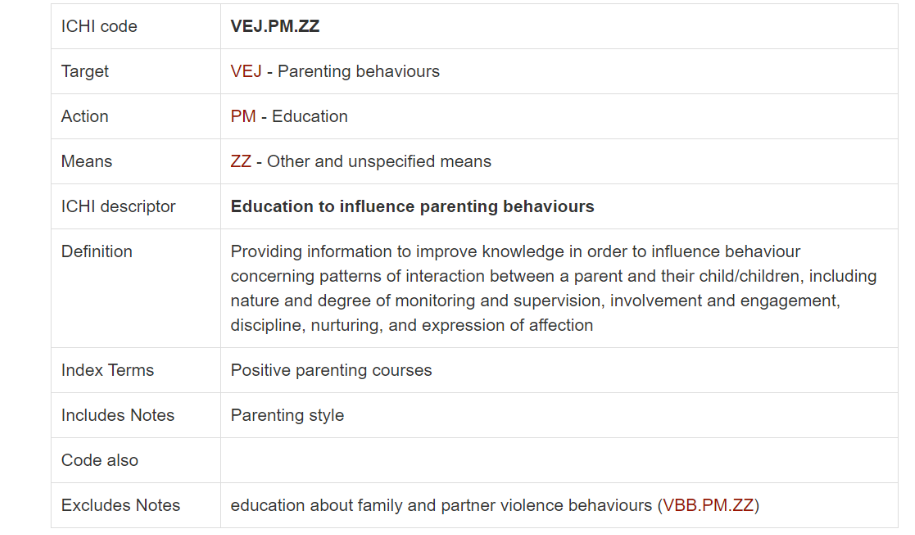 ICHI code VEJ.PM.ZZ
Target VEJ - Parenting behaviours
Action PM - Education
Means ZZ - Other and unspecified means
ICHI descriptor Education to influence parenting behaviours
Definition Providing information to improve knowledge in order to influence behaviour
concerning patterns of interaction between a parent and their child/children, including
nature and degree of monitoring and supervision, involvement and engagement,
discipline, nurturing, and expression of affection
Index Terms Positive parenting courses
Includes Notes Parenting style
Code also
Excludes Notes education about family and partner violence behaviours (VBB.PM.ZZ)